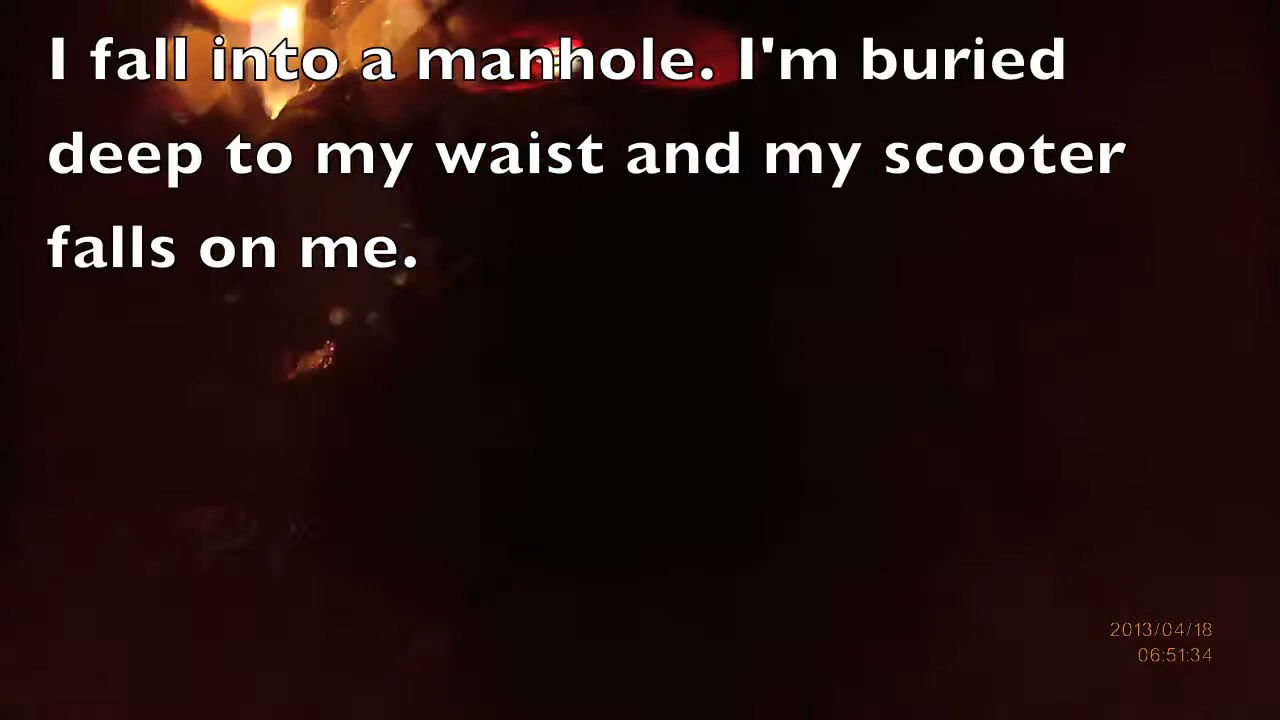 I fall into a manhole. I'm buried
deep to my waist and my scooter
falls on me.
2013/04/18
06:51:34